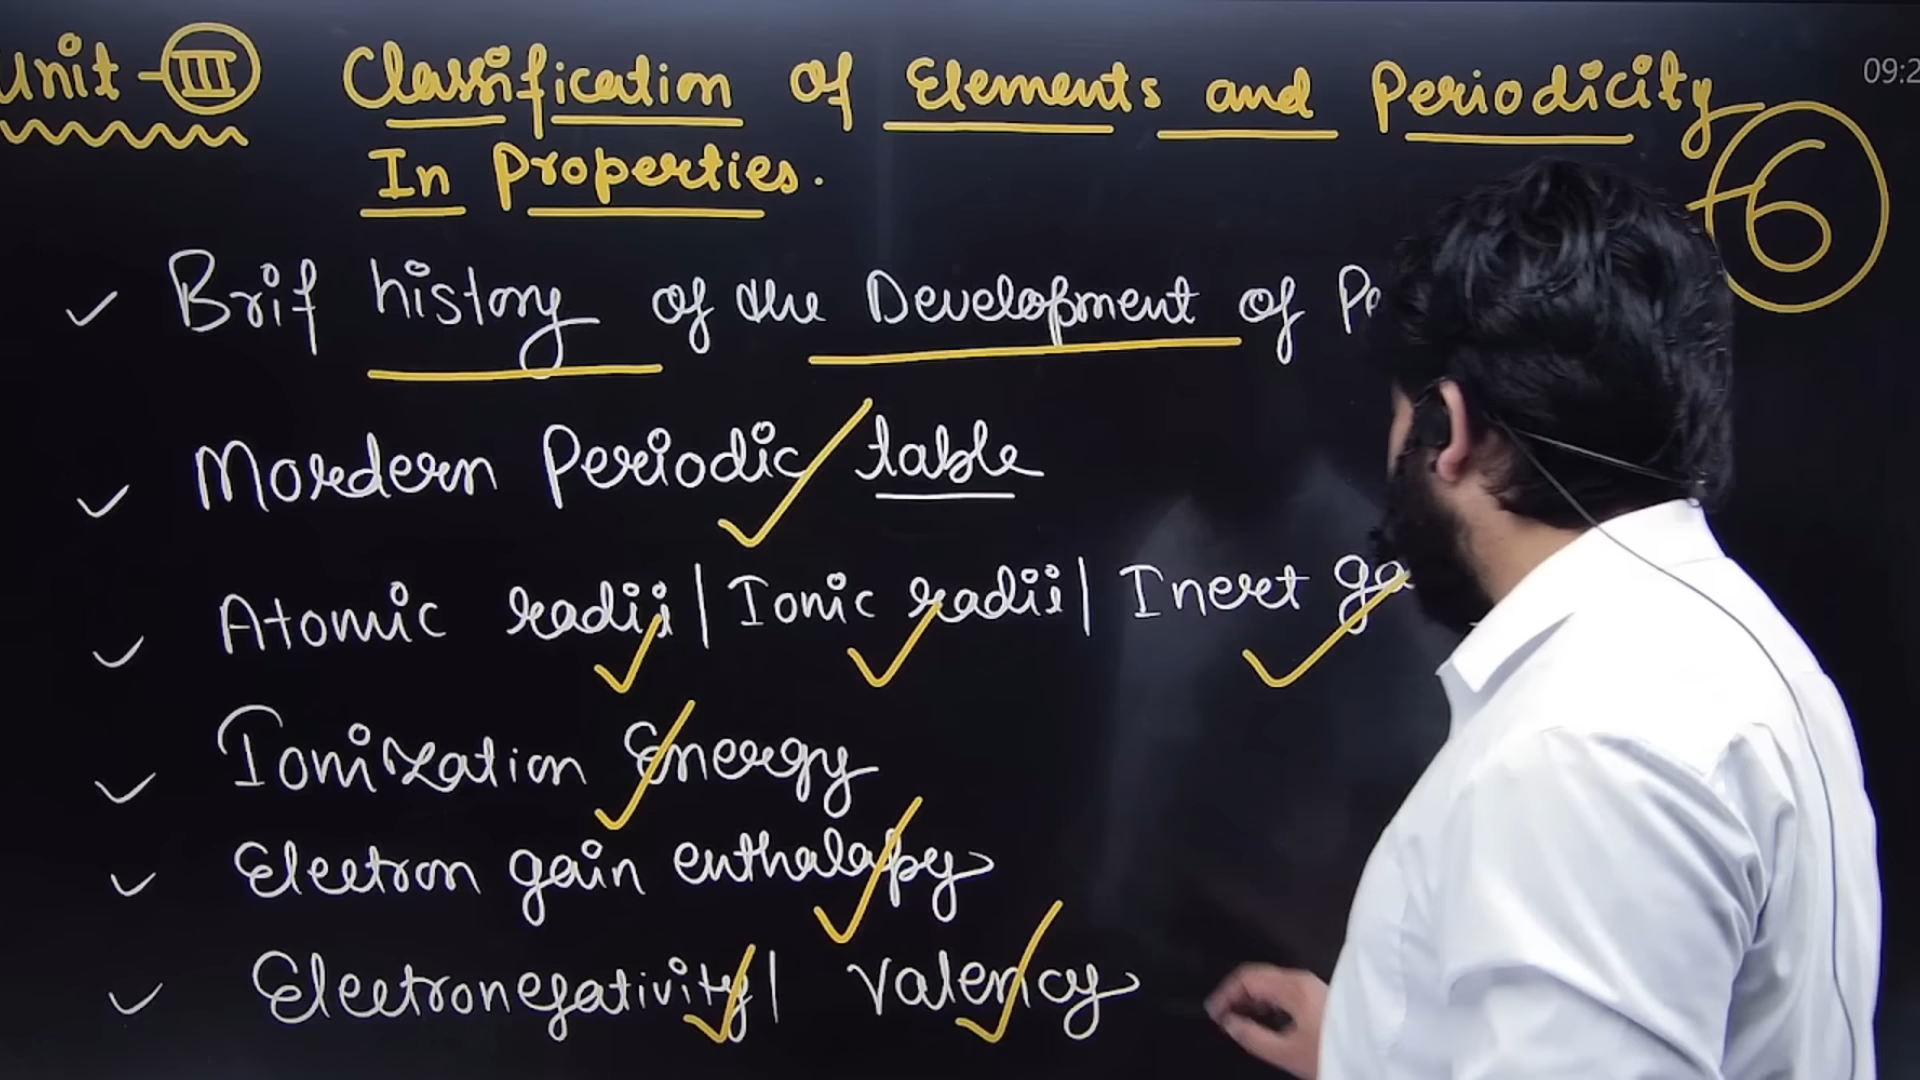 Unit - III Classification of Elements and Periodicity
In Properties.
6
09:2
Brif history of the Development of Pe
Mordern Periodic table
Atomic radii | Ionic radii | Inert ga
Ionization Energy
Electron gain enthalapy
Electronegativity | Valency